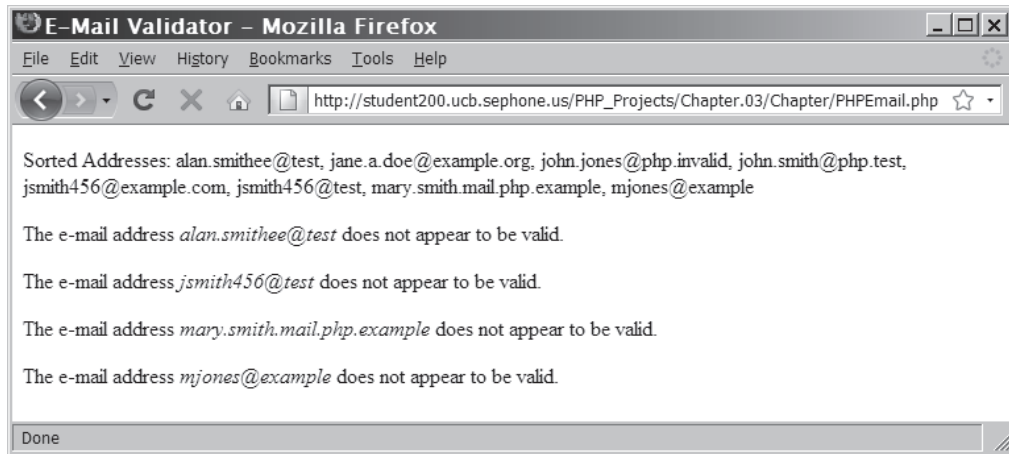 E-Mail Validator - Mozilla Firefox
File Edit View History Bookmarks Tools Help
http://student200.ucb.sephone.us/PHP_Projects/Chapter.03/Chapter/PHPEmail.php
Sorted Addresses: alan.smithee@test, jane.a.doe@example.org, john.jones@php.invalid, john.smith@php.test,
jsmith456@example.com, jsmith456@test, mary.smith.mail.php.example, mjones@example
The e-mail address alan.smithee@test does not appear to be valid.
The e-mail address jsmith456@test does not appear to be valid.
The e-mail address mary.smith.mail.php.example does not appear to be valid.
The e-mail address mjones@example does not appear to be valid.
Done